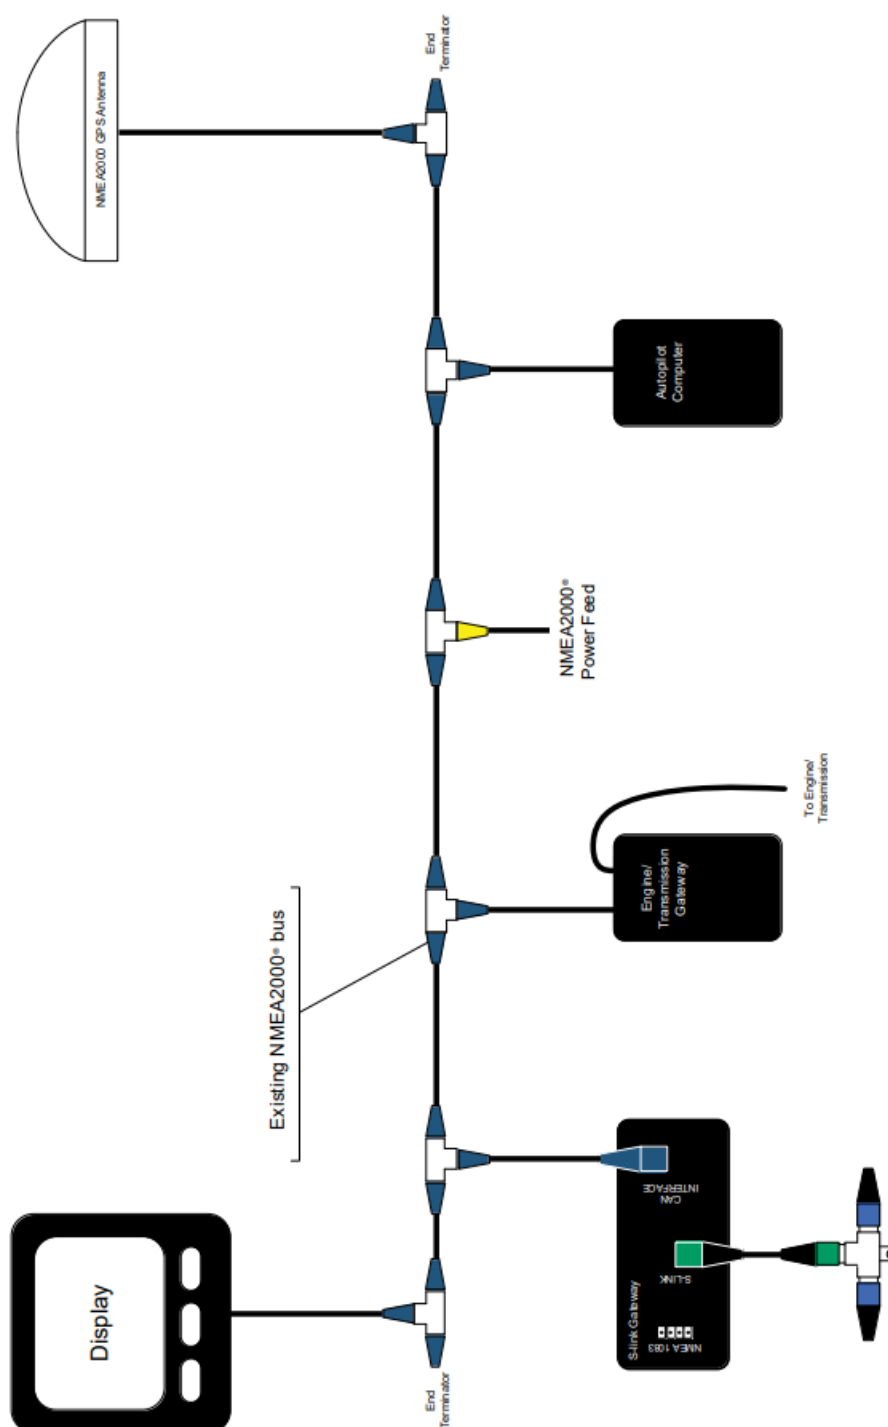 NMEA2000 GPS Antenna
End
Terminator
Autopilot
Computer
NMEA2000®
Power Feed
To Engine/
Transmission
Engine/
Transmission
Gateway
Existing NMEA2000® bus
CAN
INTERFACE
S-LINK
S-link Gateway
NMEA 1083
Display
End
Terminator